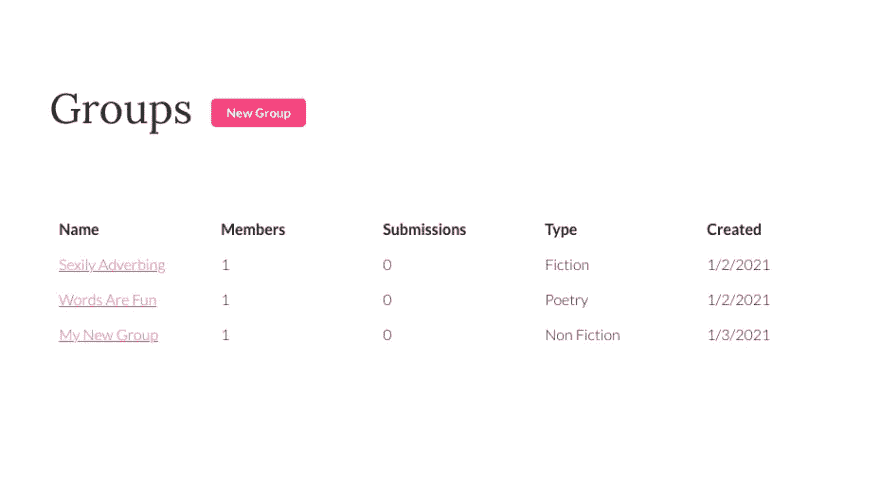 Groups New Group
Name Members Submissions Type Created
Sexily Adverbing 1 0 Fiction 1/2/2021
Words Are Fun 1 0 Poetry 1/2/2021
My New Group 1 0 Non Fiction 1/3/2021